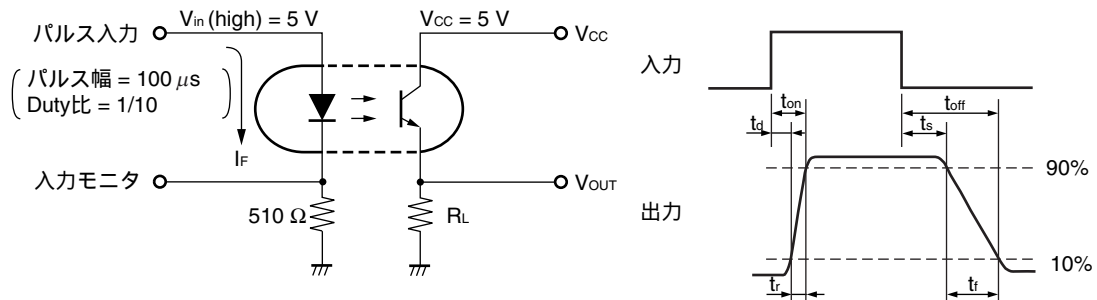 Vin (high) = 5 V
VCC = 5 V
パルス入力
VCC
パルス幅 = 100 μs
Duty比 = 1/10
IF
入力モニタ
VOUT
510 Ω
RL
入力
ton
toff
td
ts
90%
出力
10%
tr
tf